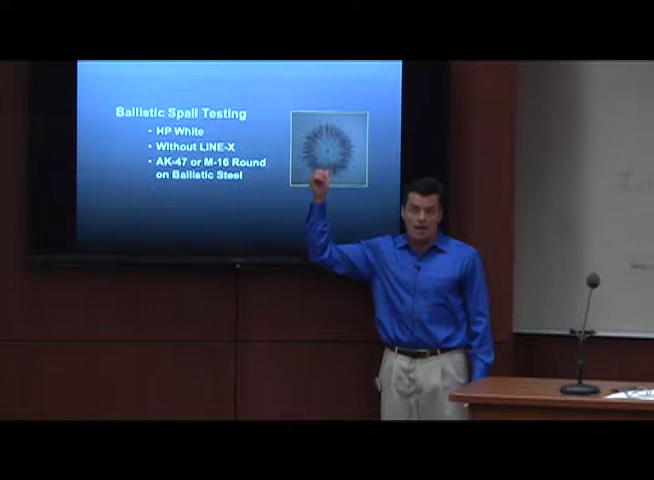 Ballistic Spall Testing
• HP White
• Without LINE-X
• AK-47 or M-16 Round
on Ballistic Steel